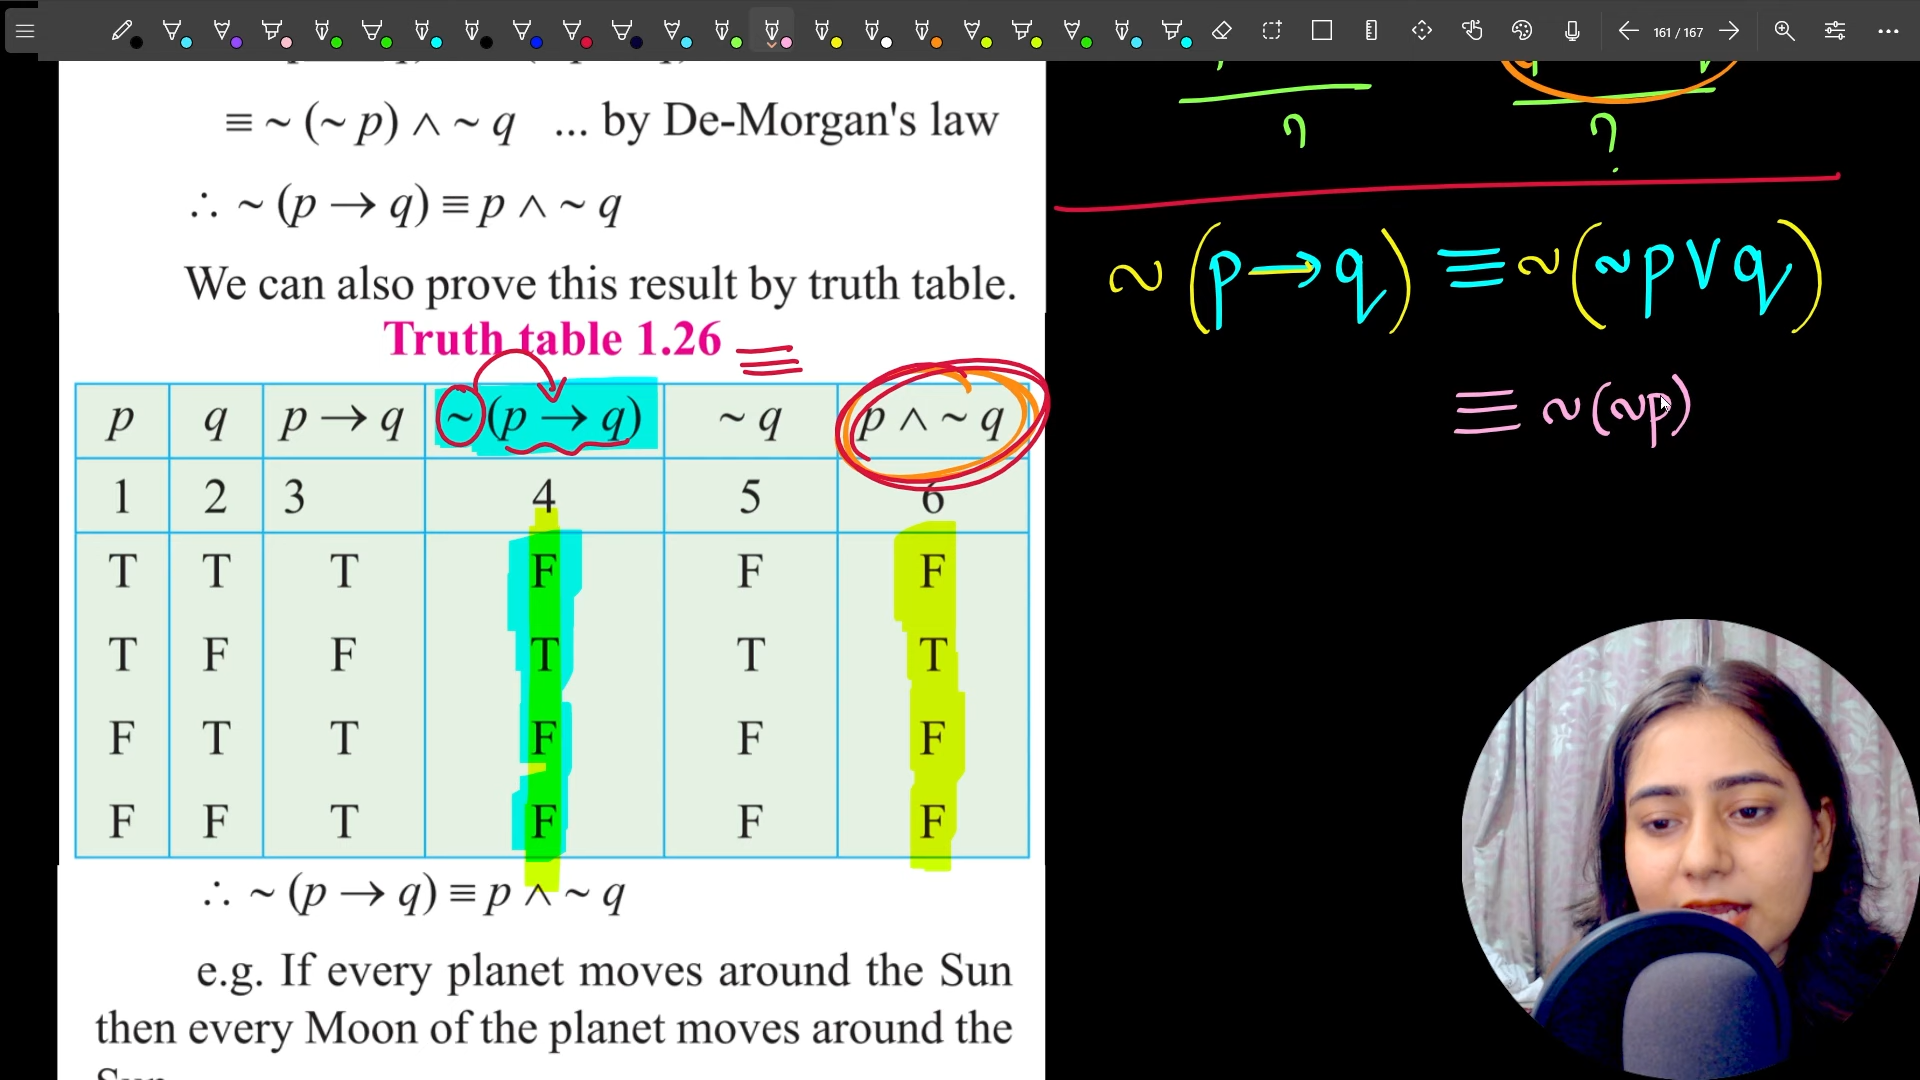 161 / 167
≡ ~ (~ p) ∧ ~ q ... by De-Morgan's law
∴ ~ (p → q) ≡ p ∧ ~ q
We can also prove this result by truth table.
Truth table 1.26
p q p → q ~ (p → q) ~ q p ∧ ~ q
1 2 3 4 5 6
T T T F F F
T F F T T T
F T T F F F
F F T F F F
∴ ~ (p → q) ≡ p ∧ ~ q
e.g. If every planet moves around the Sun
then every Moon of the planet moves around the
Sun
? ?
~ (p → q) ≡ ~ (~p ∨ q)
≡ ~ (~p)